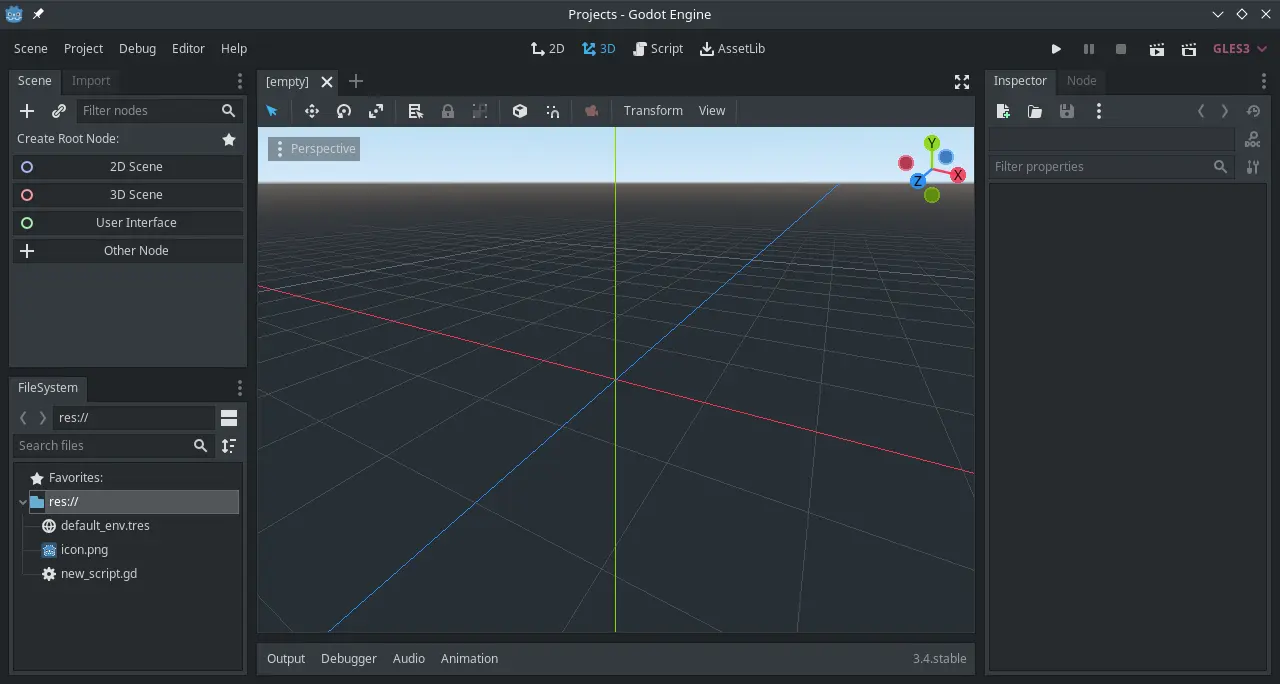 Projects - Godot Engine
Scene Project Debug Editor Help
2D 3D Script AssetLib
GLES3
Scene Import
Filter nodes
Create Root Node:
2D Scene
3D Scene
User Interface
Other Node
FileSystem
res://
Search files
Favorites:
res://
default_env.tres
icon.png
new_script.gd
[empty]
Transform View
Perspective
Y
X
Z
Output Debugger Audio Animation
3.4.stable
Inspector Node
DOC
Filter properties